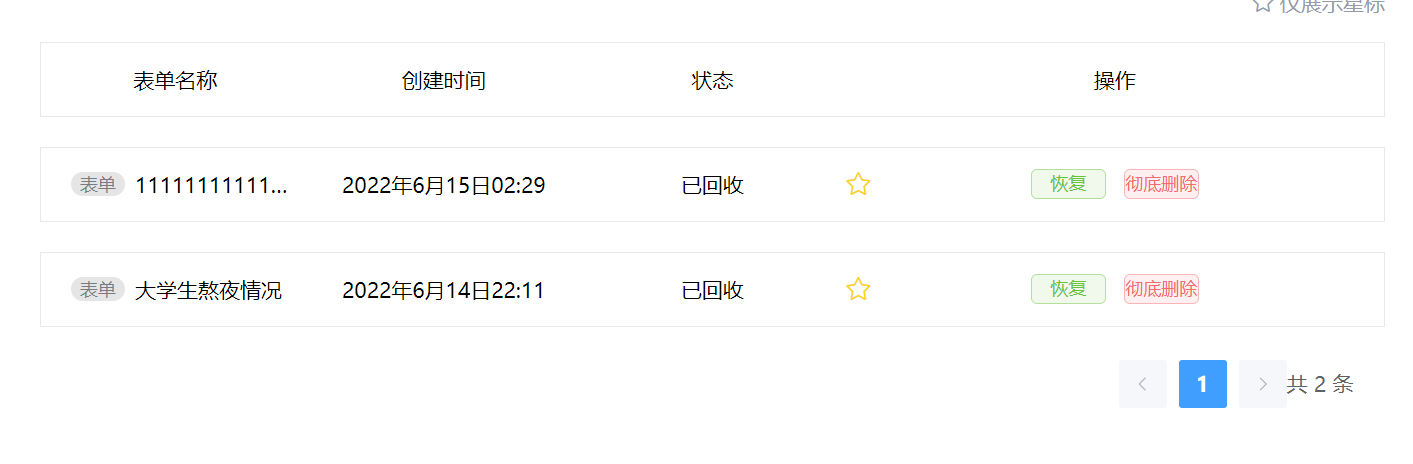 仅展示星标
表单名称 创建时间 状态 操作
表单 11111111111... 2022年6月15日02:29 已回收 恢复 彻底删除
表单 大学生熬夜情况 2022年6月14日22:11 已回收 恢复 彻底删除
1 共 2 条